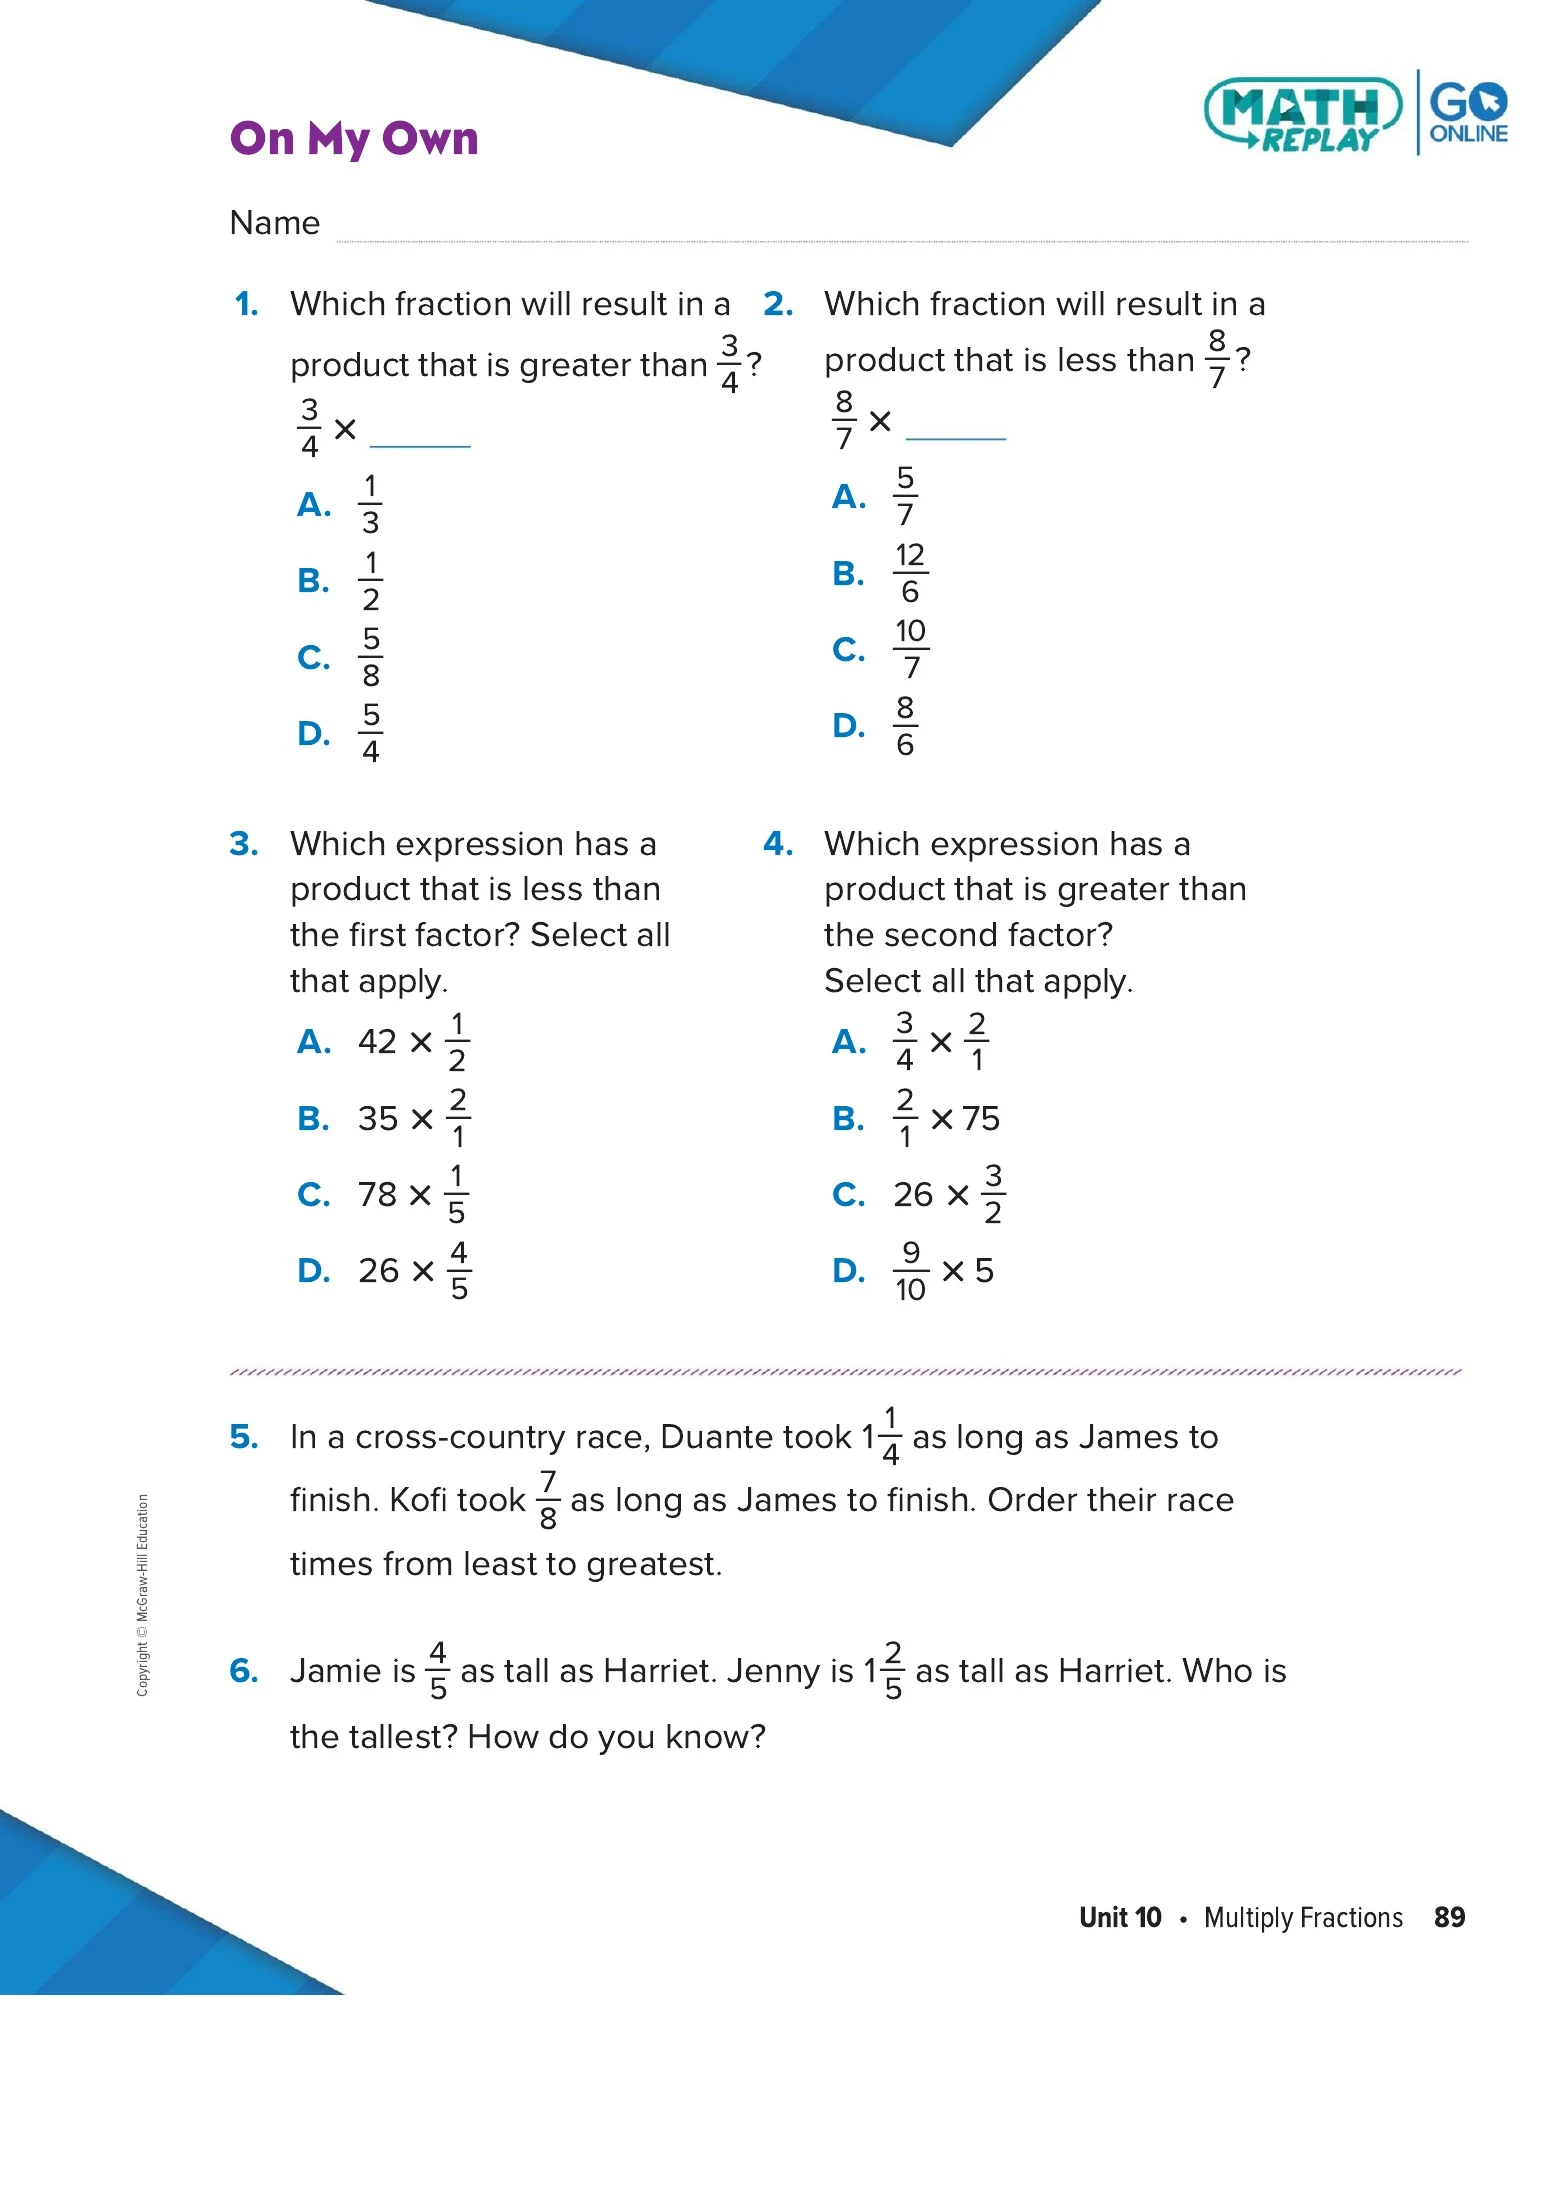 MATH REPLAY
GO ONLINE
On My Own
Name
1. Which fraction will result in a
product that is greater than 3/4?
3/4 × ______
A. 1/3
B. 1/2
C. 5/8
D. 5/4
2. Which fraction will result in a
product that is less than 8/7?
8/7 × ______
A. 5/7
B. 12/6
C. 10/7
D. 8/6
3. Which expression has a
product that is less than
the first factor? Select all
that apply.
A. 42 × 1/2
B. 35 × 2/1
C. 78 × 1/5
D. 26 × 4/5
4. Which expression has a
product that is greater than
the second factor?
Select all that apply.
A. 3/4 × 2/1
B. 2/1 × 75
C. 26 × 3/2
D. 9/10 × 5
5. In a cross-country race, Duante took 1 1/4 as long as James to
finish. Kofi took 7/8 as long as James to finish. Order their race
times from least to greatest.
6. Jamie is 4/5 as tall as Harriet. Jenny is 1 2/5 as tall as Harriet. Who is
the tallest? How do you know?
Copyright © McGraw-Hill Education
Unit 10 • Multiply Fractions 89